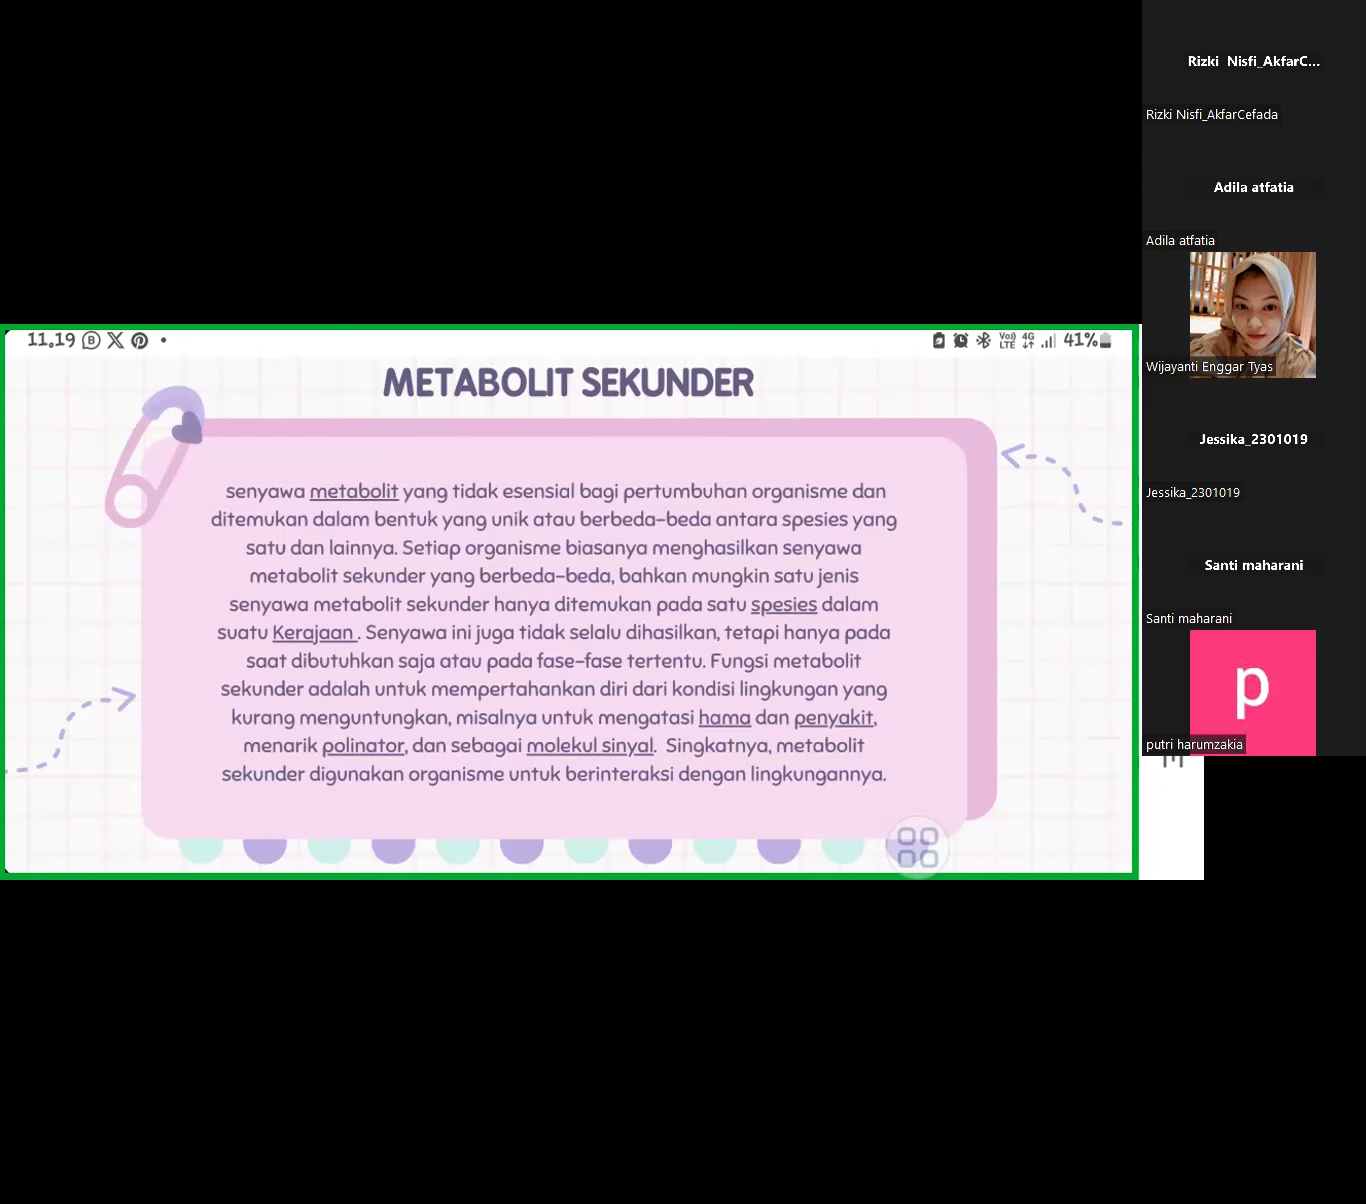 11.19
Vo)) LTE 4G 41%
METABOLIT SEKUNDER
senyawa metabolit yang tidak esensial bagi pertumbuhan organisme dan
ditemukan dalam bentuk yang unik atau berbeda-beda antara spesies yang
satu dan lainnya. Setiap organisme biasanya menghasilkan senyawa
metabolit sekunder yang berbeda-beda, bahkan mungkin satu jenis
senyawa metabolit sekunder hanya ditemukan pada satu spesies dalam
suatu Kerajaan . Senyawa ini juga tidak selalu dihasilkan, tetapi hanya pada
saat dibutuhkan saja atau pada fase-fase tertentu. Fungsi metabolit
sekunder adalah untuk mempertahankan diri dari kondisi lingkungan yang
kurang menguntungkan, misalnya untuk mengatasi hama dan penyakit,
menarik polinator, dan sebagai molekul sinyal. Singkatnya, metabolit
sekunder digunakan organisme untuk berinteraksi dengan lingkungannya.
Rizki Nisfi_AkfarC...
Rizki Nisfi_AkfarCefada
Adila atfatia
Adila atfatia
Wijayanti Enggar Tyas
Jessika_2301019
Jessika_2301019
Santi maharani
Santi maharani
p
putri harumzakia